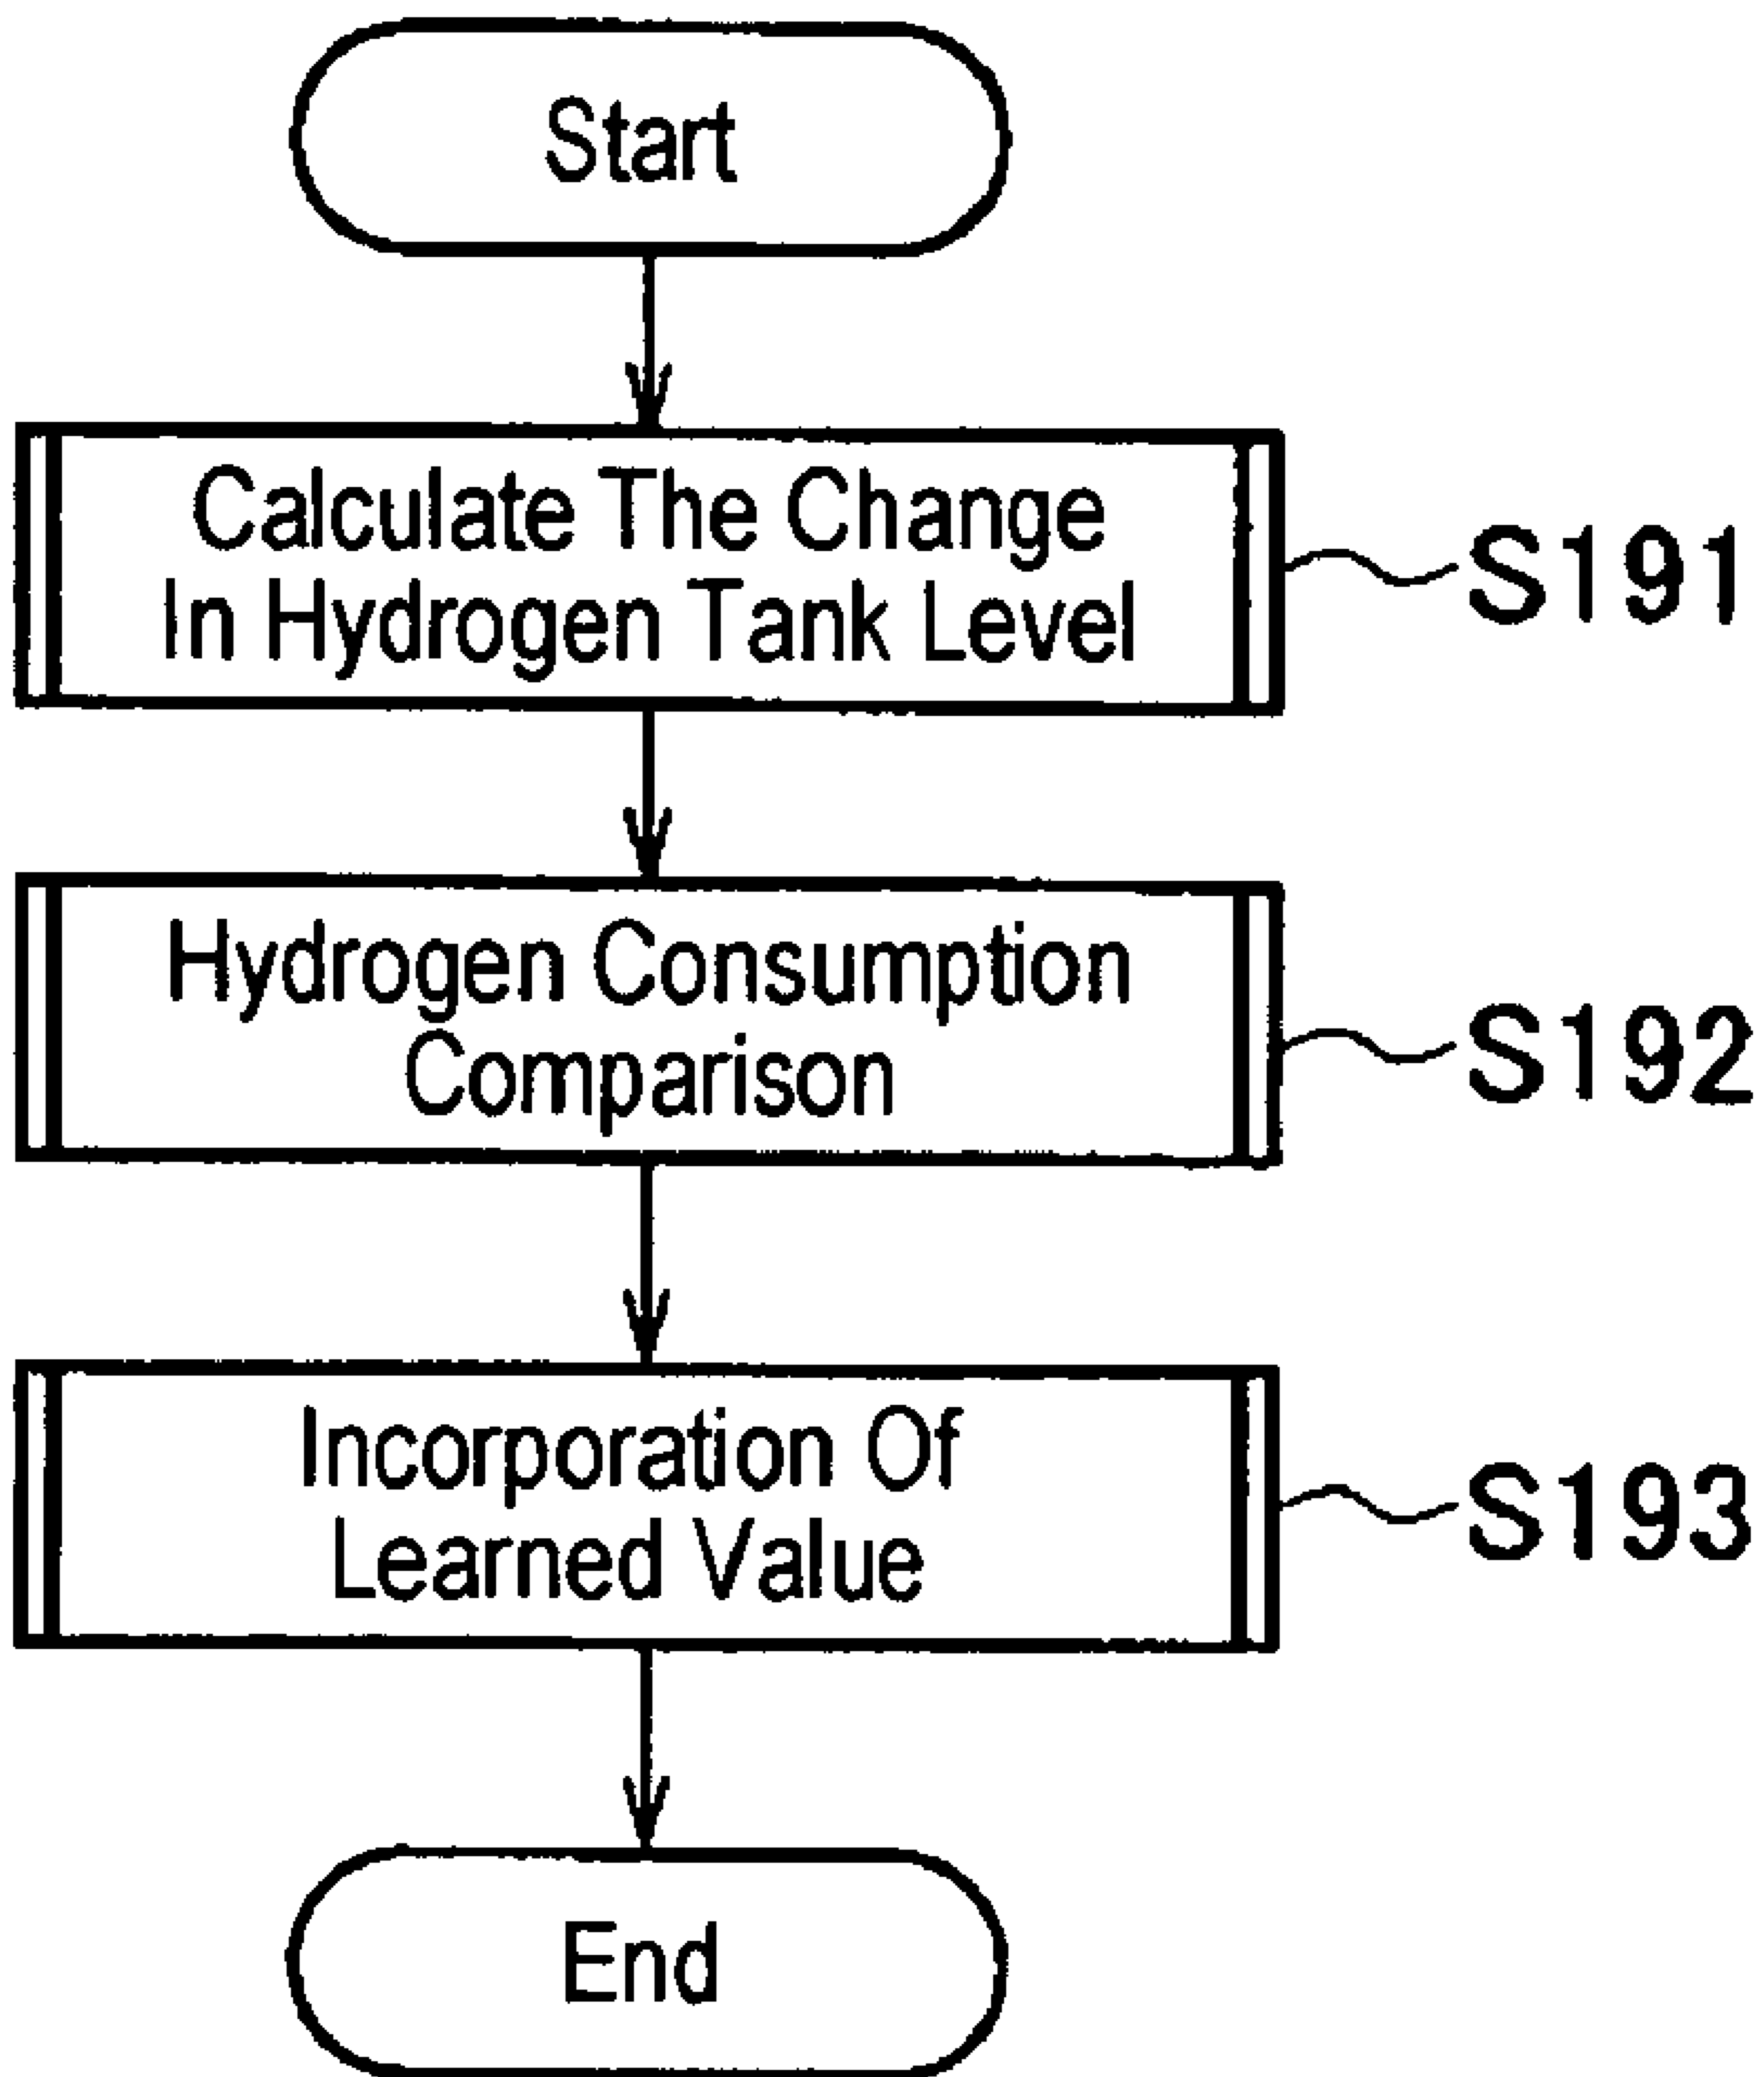 Start
Calculate The Change
In Hydrogen Tank Level
S191
Hydrogen Consumption
Comparison
S192
Incorporation Of
Learned Value
S193
End